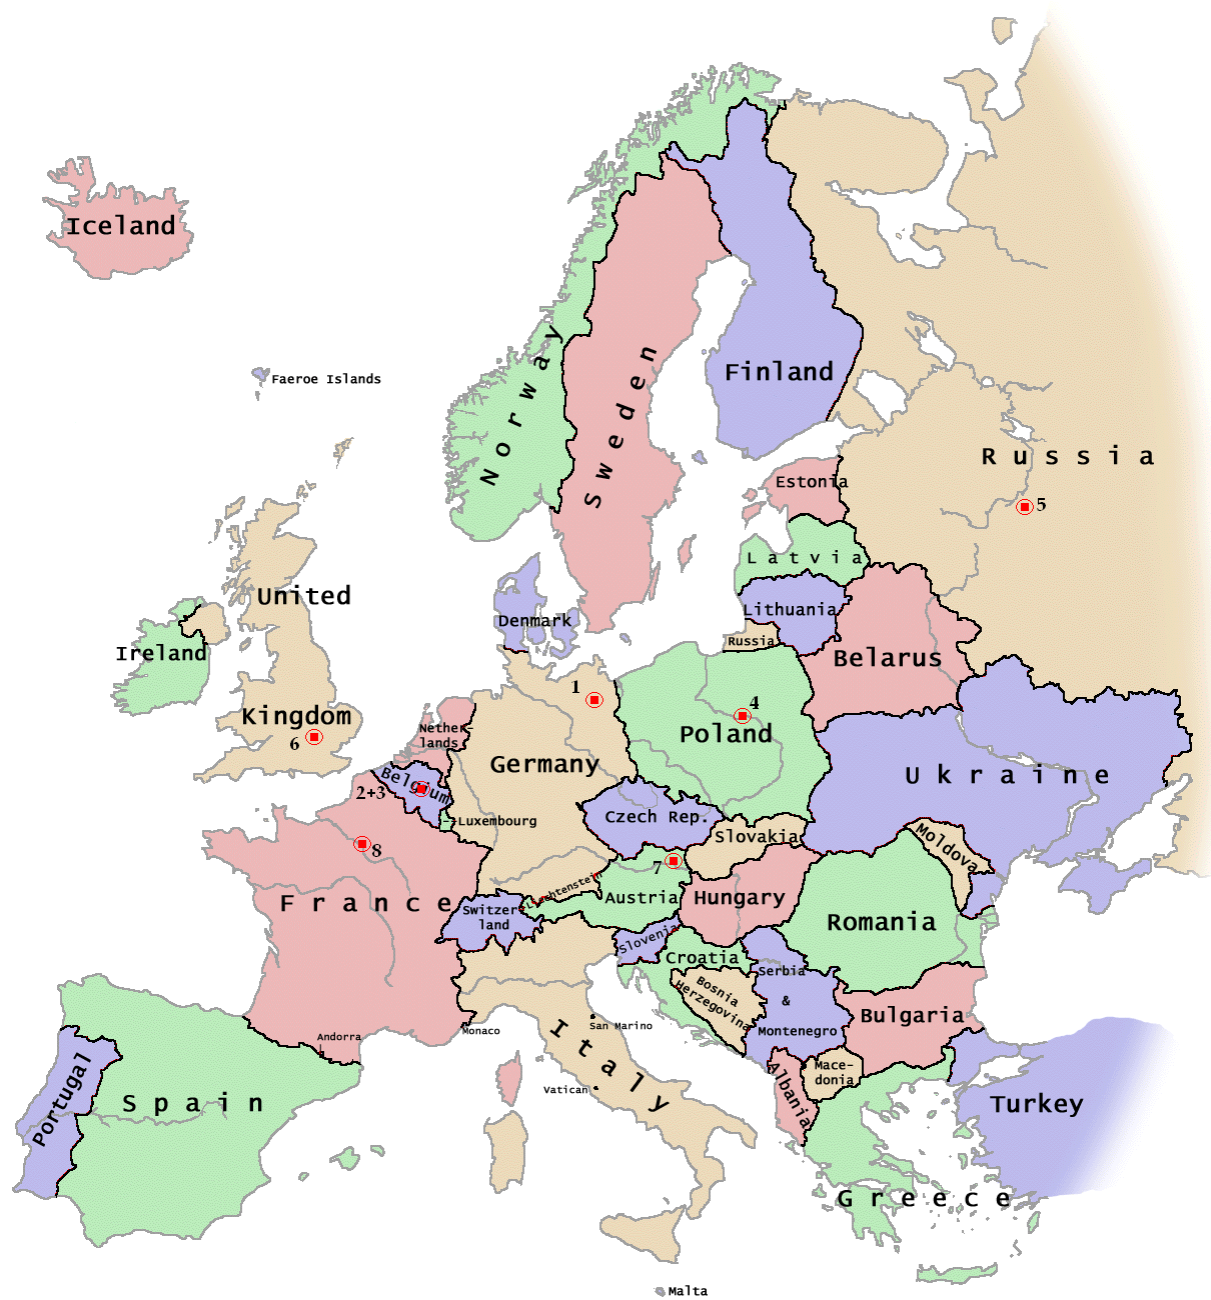 Iceland
Faeroe Islands
Norway
Sweden
Finland
Russia
5
Estonia
Latvia
Lithuania
Russia
Belarus
United
Kingdom
6
Ireland
Denmark
1
4
Poland
Nether-
lands
Germany
Belgium
2+3
Luxembourg
Ukraine
Czech Rep.
Slovakia
Moldova
8
7
France
Liechtenstein
Austria
Hungary
Switzer-
land
Slovenia
Croatia
Romania
Bosnia
Herzegovina
Serbia
&
Montenegro
Bulgaria
Monaco
San Marino
Italy
Andorra
Vatican
Albania
Mace-
donia
Portugal
Spain
Turkey
Greece
Malta